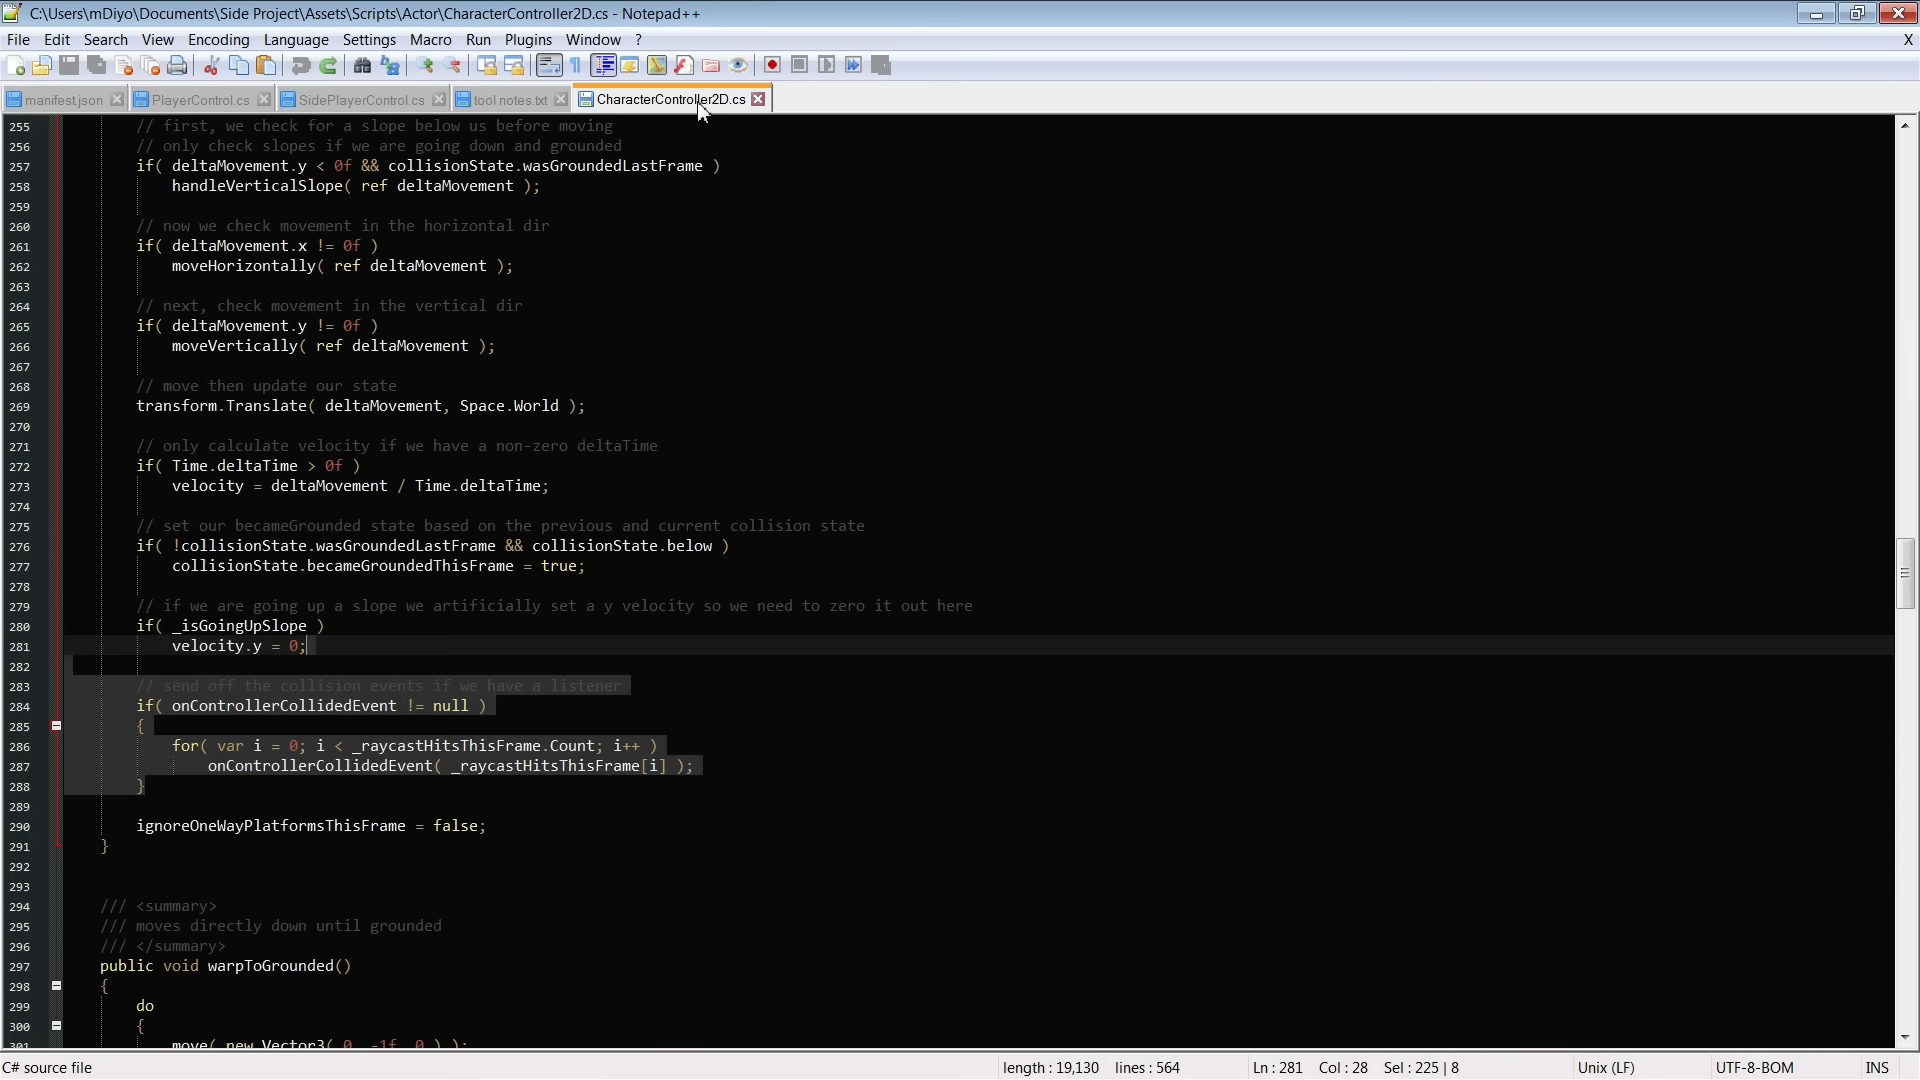 C:\Users\mDiyo\Documents\Side Project\Assets\Scripts\Actor\CharacterController2D.cs - Notepad++
File Edit Search View Encoding Language Settings Macro Run Plugins Window ? X
manifest.json PlayerControl.cs SidePlayerControl.cs tool notes.txt CharacterController2D.cs
255 // first, we check for a slope below us before moving
256 // only check slopes if we are going down and grounded
257 if( deltaMovement.y < 0f && collisionState.wasGroundedLastFrame )
258 handleVerticalSlope( ref deltaMovement );
259
260 // now we check movement in the horizontal dir
261 if( deltaMovement.x != 0f )
262 moveHorizontally( ref deltaMovement );
263
264 // next, check movement in the vertical dir
265 if( deltaMovement.y != 0f )
266 moveVertically( ref deltaMovement );
267
268 // move then update our state
269 transform.Translate( deltaMovement, Space.World );
270
271 // only calculate velocity if we have a non-zero deltaTime
272 if( Time.deltaTime > 0f )
273 velocity = deltaMovement / Time.deltaTime;
274
275 // set our becameGrounded state based on the previous and current collision state
276 if( !collisionState.wasGroundedLastFrame && collisionState.below )
277 collisionState.becameGroundedThisFrame = true;
278
279 // if we are going up a slope we artificially set a y velocity so we need to zero it out here
280 if( _isGoingUpSlope )
281 velocity.y = 0;
282
283 // send off the collision events if we have a listener
284 if( onControllerCollidedEvent != null )
285 {
286 for( var i = 0; i < _raycastHitsThisFrame.Count; i++ )
287 onControllerCollidedEvent( _raycastHitsThisFrame[i] );
288 }
289
290 ignoreOneWayPlatformsThisFrame = false;
291 }
292
293
294 /// <summary>
295 /// moves directly down until grounded
296 /// </summary>
297 public void warpToGrounded()
298 {
299 do
300 {
301 move( new Vector3( 0, -1f, 0 ) );
C# source file length : 19,130 lines : 564 Ln : 281 Col : 28 Sel : 225 | 8 Unix (LF) UTF-8-BOM INS